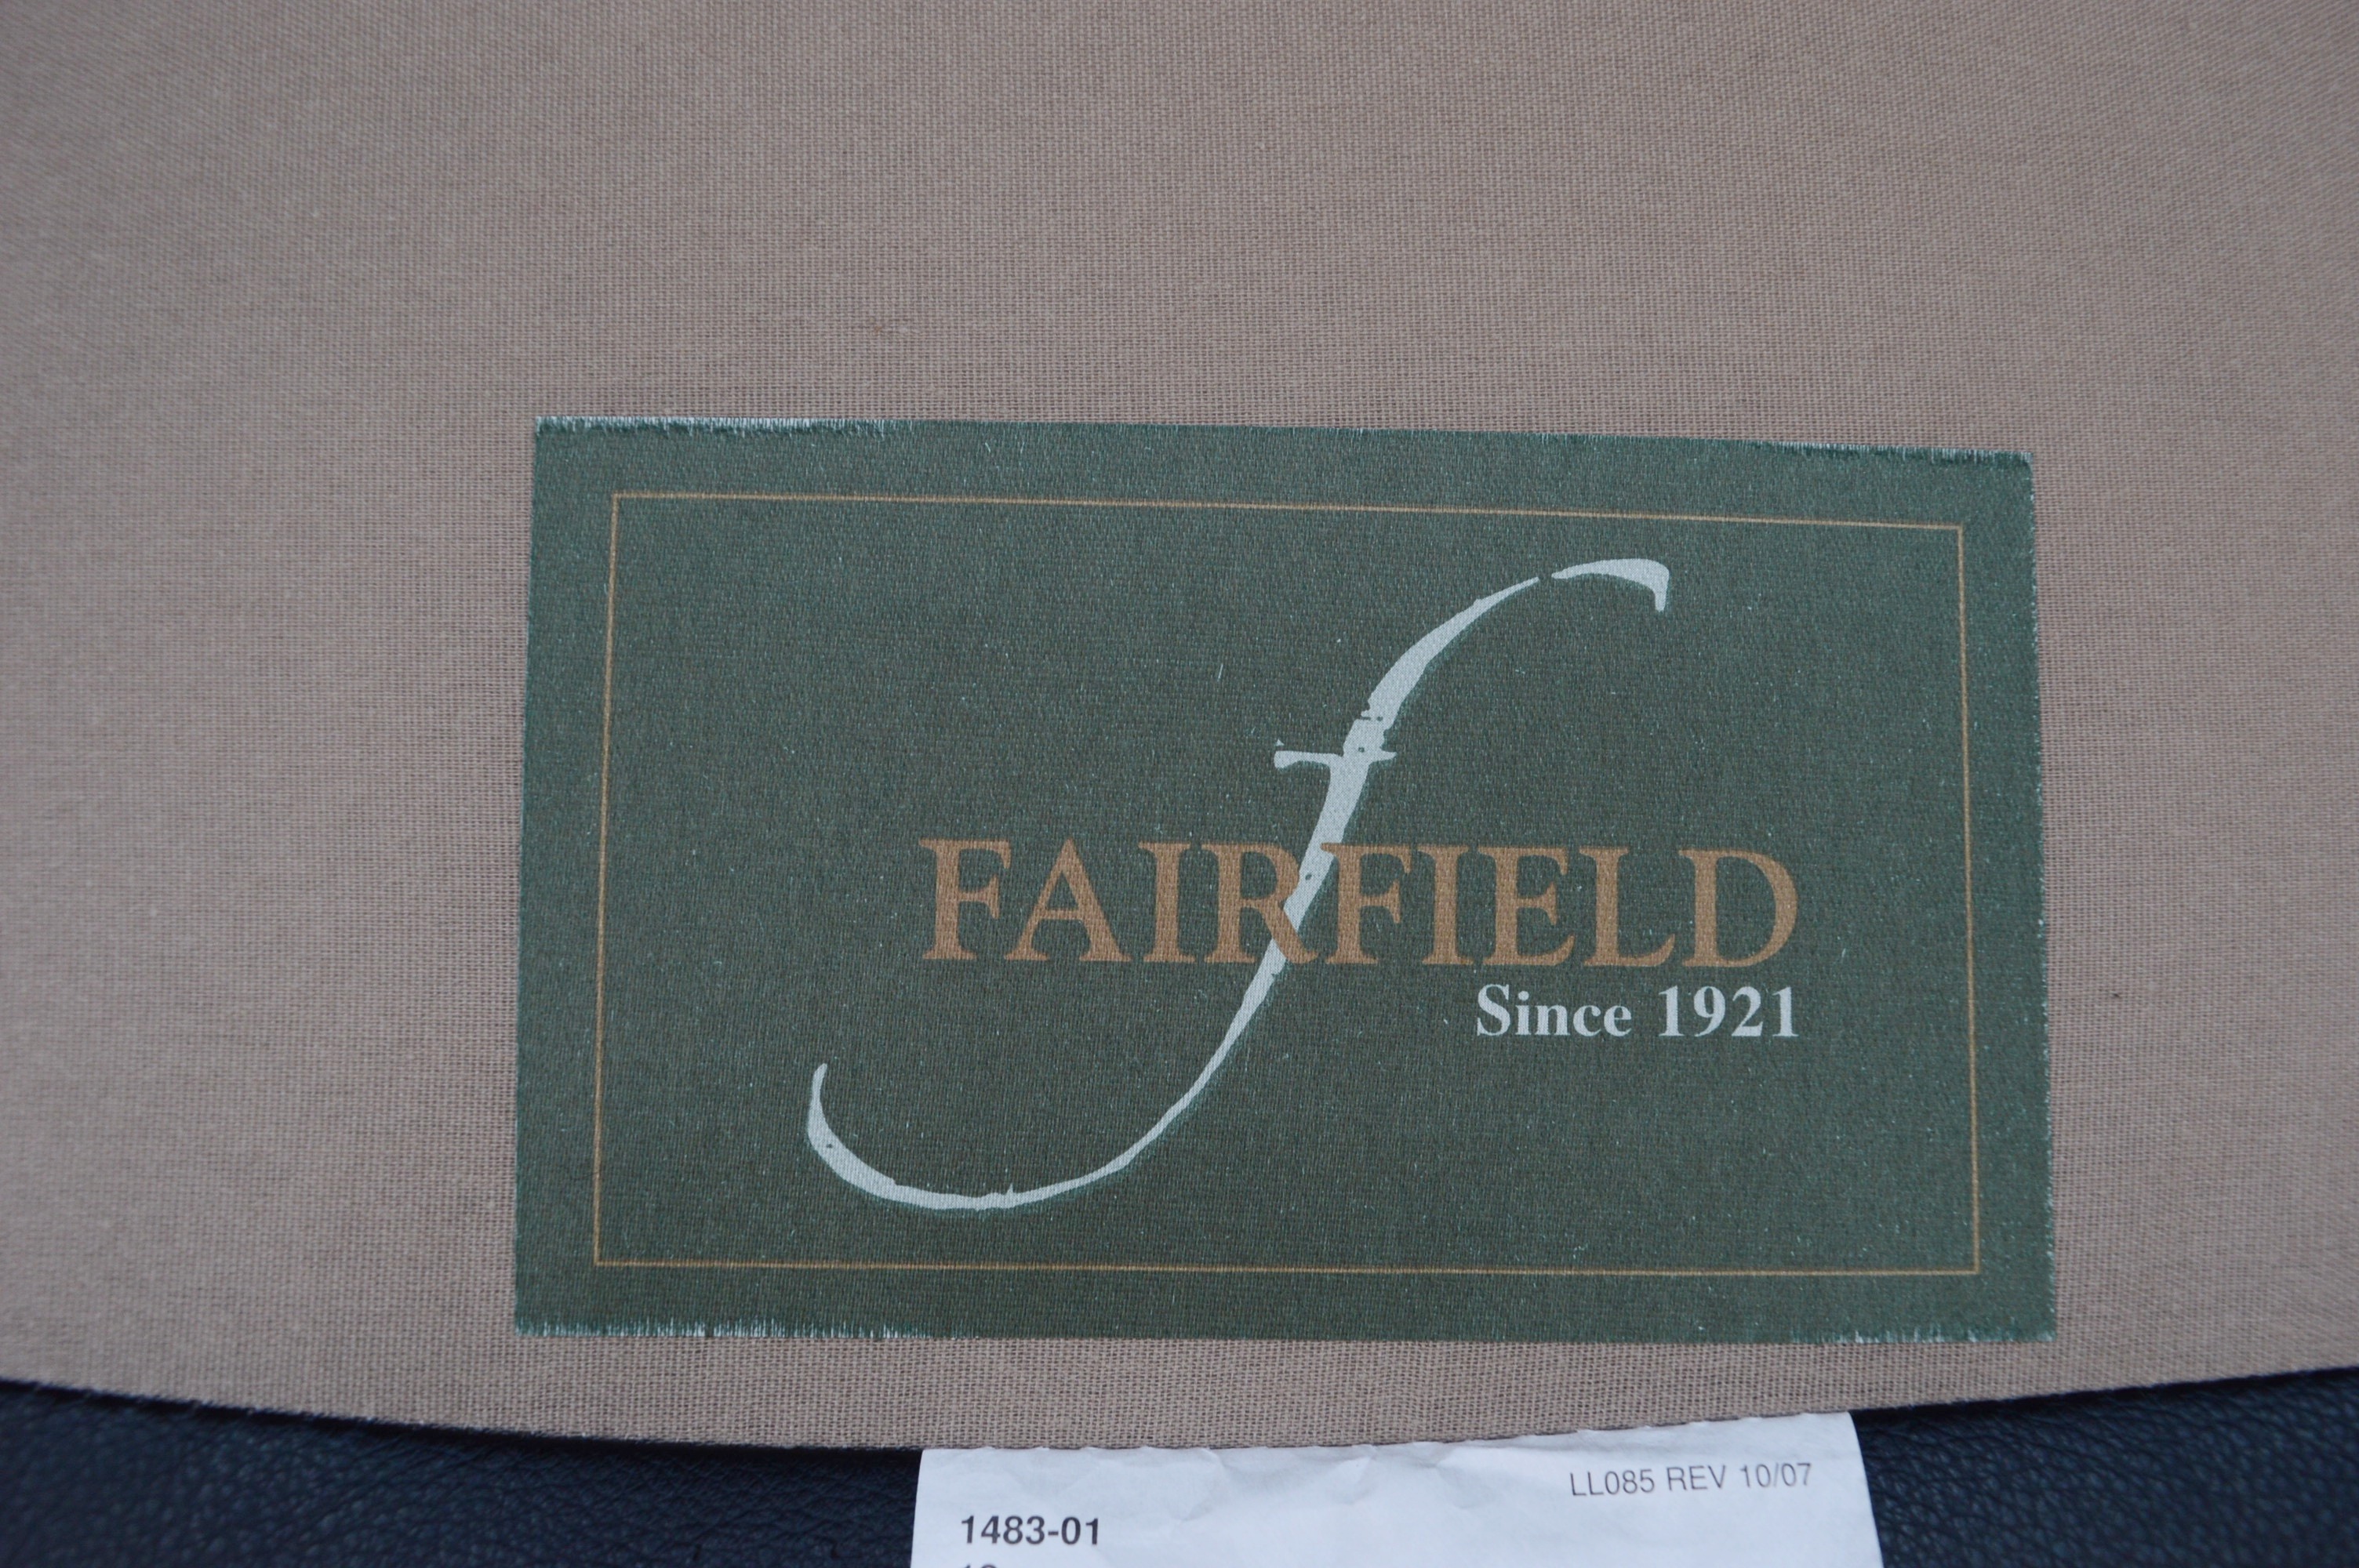 f
FAIRFIELD
Since 1921
LL085 REV 10/07
1483-01